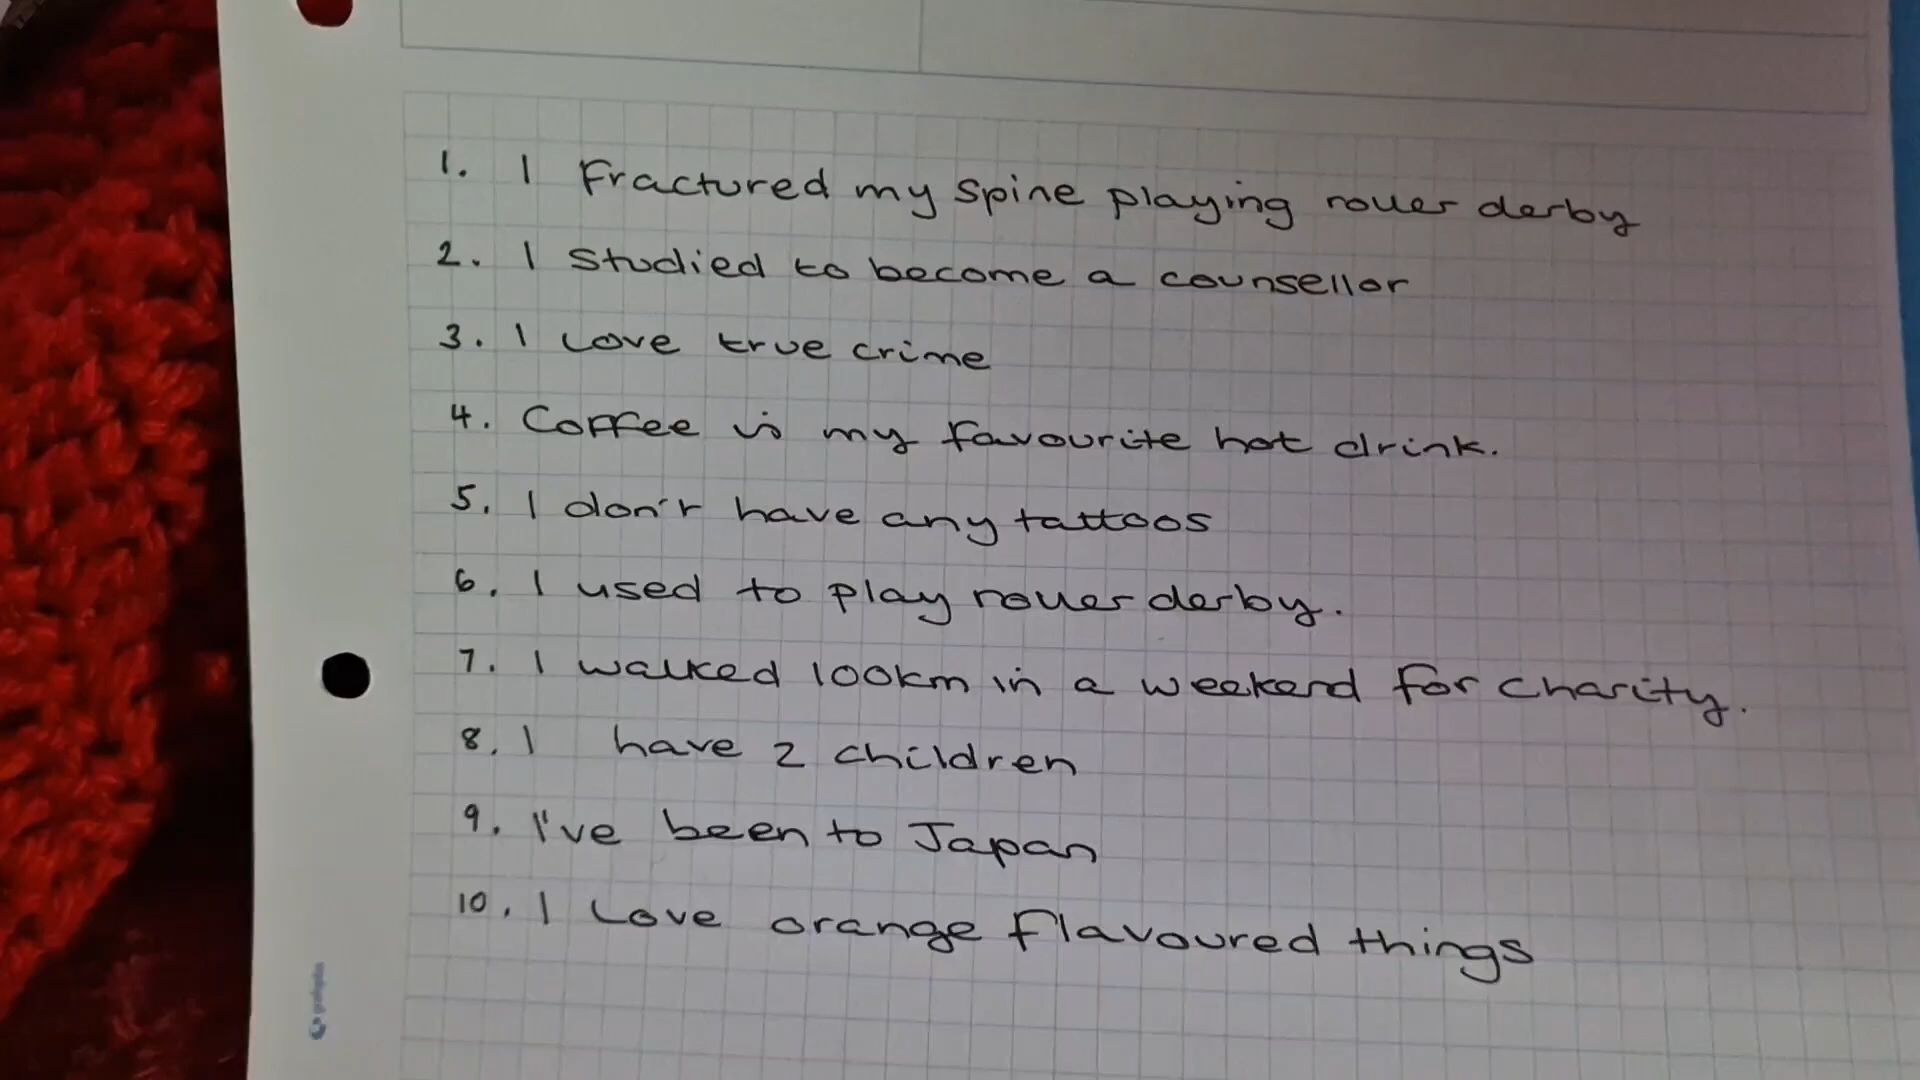 1. I Fractured my spine playing roller derby
2. I studied to become a counsellor
3. I love true crime
4. Coffee is my favourite hot drink.
5. I don't have any tattoos
6. I used to play roller derby.
7. I walked 100km in a weekend for charity.
8. I have 2 children
9. I've been to Japan
10. I love orange flavoured things